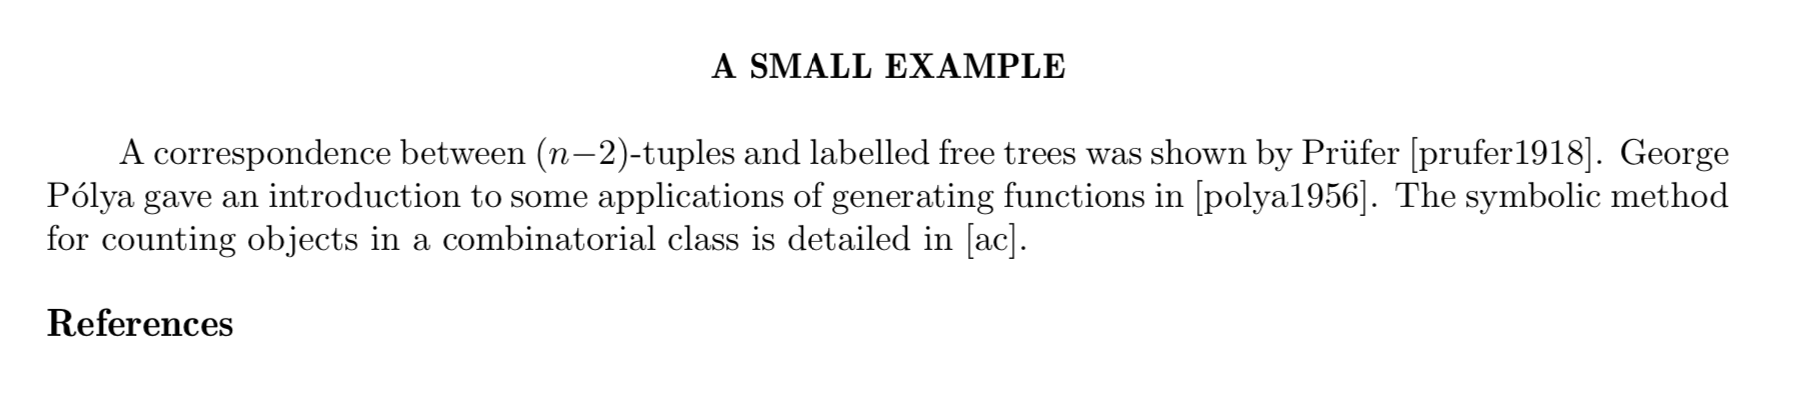 A SMALL EXAMPLE
A correspondence between (n−2)-tuples and labelled free trees was shown by Prüfer [prufer1918]. George
Pólya gave an introduction to some applications of generating functions in [polya1956]. The symbolic method
for counting objects in a combinatorial class is detailed in [ac].
References